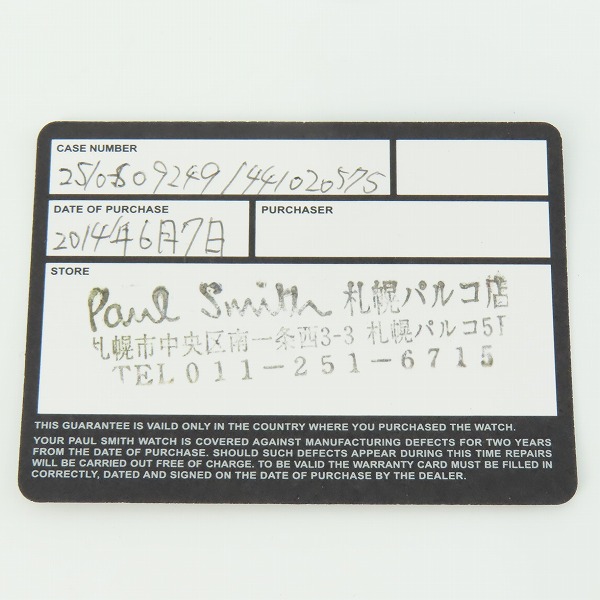 CASE NUMBER
2510-S09249/441020575
DATE OF PURCHASE
2014年6月7日
PURCHASER
STORE
Paul Smith 札幌パルコ店
札幌市中央区南一条西3-3 札幌パルコ5F
TEL011-251-6715
THIS GUARANTEE IS VAILD ONLY IN THE COUNTRY WHERE YOU PURCHASED THE WATCH.
YOUR PAUL SMITH WATCH IS COVERED AGAINST MANUFACTURING DEFECTS FOR TWO YEARS
FROM THE DATE OF PURCHASE. SHOULD SUCH DEFECTS APPEAR DURING THIS TIME REPAIRS
WILL BE CARRIED OUT FREE OF CHARGE. TO BE VALID THE WARRANTY CARD MUST BE FILLED IN
CORRECTLY, DATED AND SIGNED ON THE DATE OF PURCHASE BY THE DEALER.